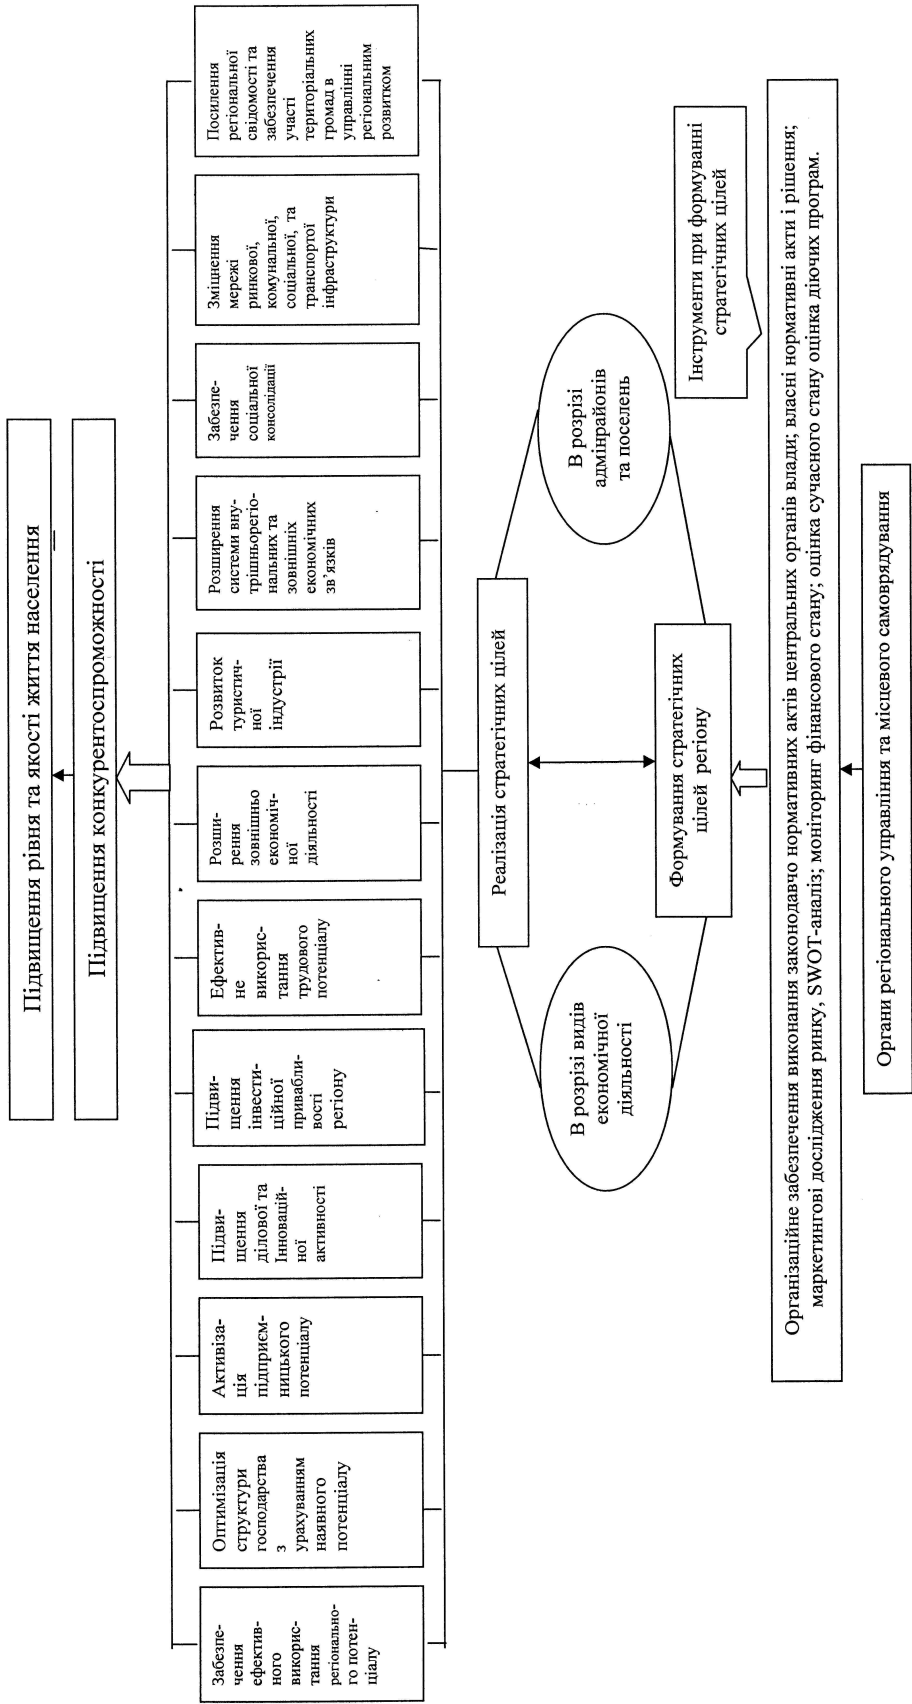 Підвищення рівня та якості життя населення
Підвищення конкурентоспроможності
Забезпе-
чення
ефектив-
ного
викорис-
тання
регіонально-
го потен-
ціалу
Оптимізація
структури
господарства
з
урахуванням
наявного
потенціалу
Активіза-
ція
підприєм-
ницького
потенціалу
Підви-
щення
ділової та
Інновацій-
ної
активності
Підви-
щення
інвести-
ційної
привабли-
вості
регіону
Ефектив-
не
викорис-
тання
трудового
потенціалу
Розши-
рення
зовнішньо
економіч-
ної
діяльності
Розвиток
туристич-
ної
індустрії
Розширення
системи вну-
трішньорегіо-
нальних та
зовнішніх
економічних
зв’язків
Забезпе-
чення
соціальної
консолідації
Зміцнення
мережі
ринкової,
комунальної,
соціальної, та
транспортої
інфраструктури
Посилення
регіональної
свідомості та
забезпечення
участі
територіальних
громад в
управлінні
регіональним
розвитком
Реалізація стратегічних цілей
В розрізі видів
економічної
діяльності
В розрізі
адмінрайонів
та поселень
Формування стратегічних
цілей регіону
Інструменти при формуванні
стратегічних цілей
Організаційне забезпечення виконання законодавчо нормативних актів центральних органів влади; власні нормативні акти і рішення;
маркетингові дослідження ринку, SWOT-аналіз; моніторинг фінансового стану; оцінка сучасного стану оцінка діючих програм.
Органи регіонального управління та місцевого самоврядування